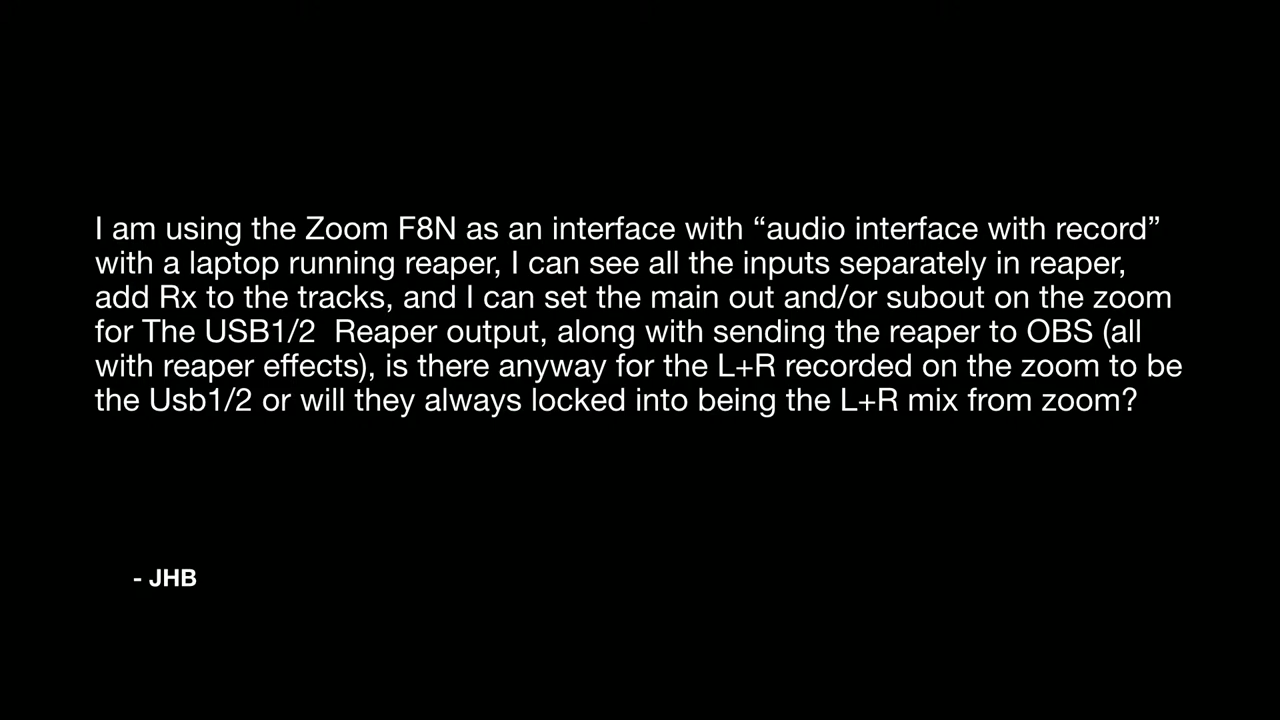 I am using the Zoom F8N as an interface with “audio interface with record”
with a laptop running reaper, I can see all the inputs separately in reaper,
add Rx to the tracks, and I can set the main out and/or subout on the zoom
for The USB1/2  Reaper output, along with sending the reaper to OBS (all
with reaper effects), is there anyway for the L+R recorded on the zoom to be
the Usb1/2 or will they always locked into being the L+R mix from zoom?
- JHB